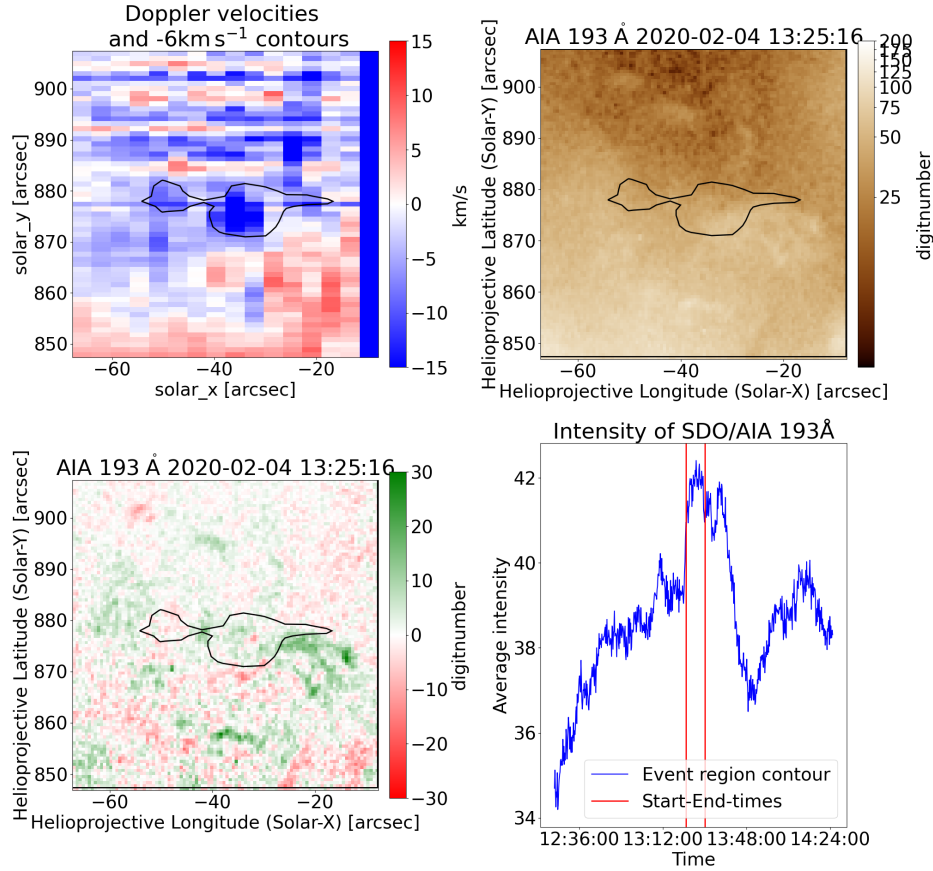 Doppler velocities
and -6km s⁻¹ contours
900
890
880
870
860
850
solar_y [arcsec]
−60
−40
−20
solar_x [arcsec]
15
10
5
0
−5
−10
−15
km/s
AIA 193 Å 2020-02-04 13:25:16
900
890
880
870
860
850
Helioprojective Latitude (Solar-Y) [arcsec]
−60
−40
−20
Helioprojective Longitude (Solar-X) [arcsec]
200
175
150
125
100
75
50
25
digitnumber
AIA 193 Å 2020-02-04 13:25:16
900
890
880
870
860
850
Helioprojective Latitude (Solar-Y) [arcsec]
−60
−40
−20
Helioprojective Longitude (Solar-X) [arcsec]
30
20
10
0
−10
−20
−30
digitnumber
Intensity of SDO/AIA 193Å
42
40
38
36
34
Average intensity
Event region contour
Start-End-times
12:36:00 13:12:00 13:48:00 14:24:00
Time